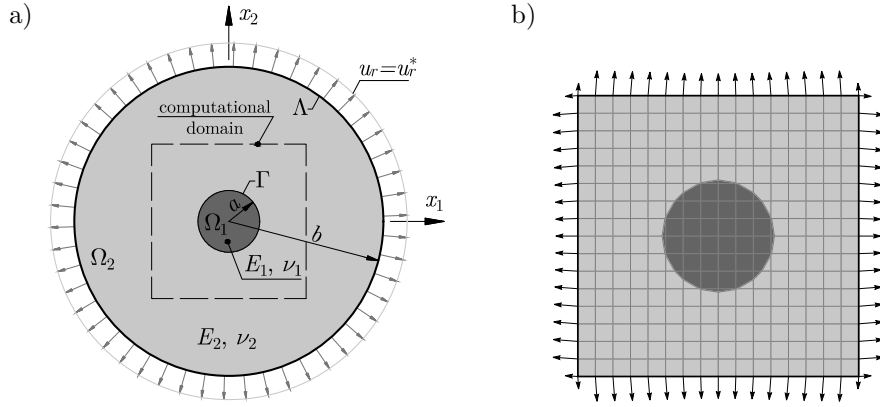 a)
x₂
b)
uᵣ=uᵣ*
computational
domain
Λ
Γ
a
x₁
Ω₁
b
Ω₂
E₁, ν₁
E₂, ν₂